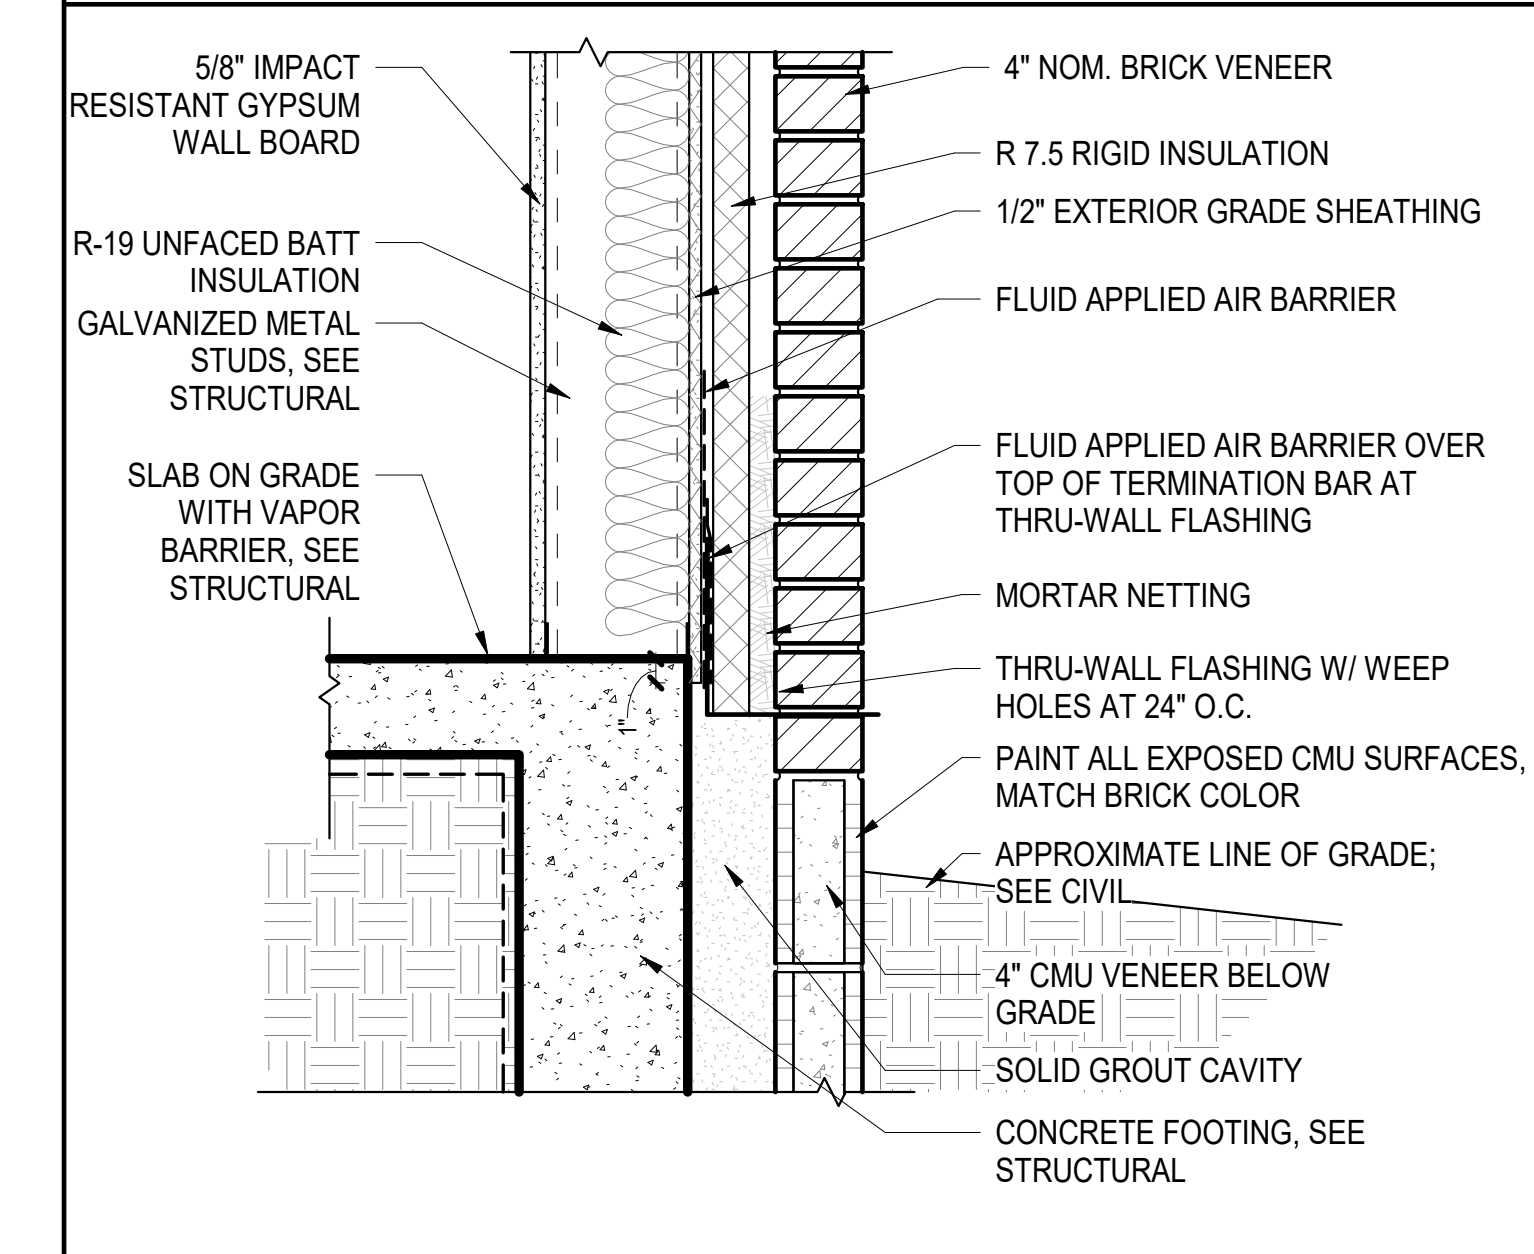 5/8" IMPACT
RESISTANT GYPSUM
WALL BOARD
R-19 UNFACED BATT
INSULATION
GALVANIZED METAL
STUDS, SEE
STRUCTURAL
SLAB ON GRADE
WITH VAPOR
BARRIER, SEE
STRUCTURAL
1"
4" NOM. BRICK VENEER
R 7.5 RIGID INSULATION
1/2" EXTERIOR GRADE SHEATHING
FLUID APPLIED AIR BARRIER
FLUID APPLIED AIR BARRIER OVER
TOP OF TERMINATION BAR AT
THRU-WALL FLASHING
MORTAR NETTING
THRU-WALL FLASHING W/ WEEP
HOLES AT 24" O.C.
PAINT ALL EXPOSED CMU SURFACES,
MATCH BRICK COLOR
APPROXIMATE LINE OF GRADE;
SEE CIVIL
4" CMU VENEER BELOW
GRADE
SOLID GROUT CAVITY
CONCRETE FOOTING, SEE
STRUCTURAL